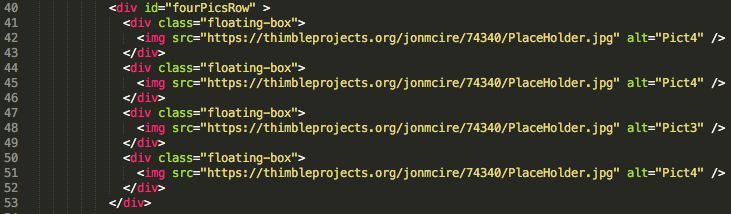 40 <div id="fourPicsRow" >
41 <div class="floating-box">
42 <img src="https://thimbleprojects.org/jonmcire/74340/PlaceHolder.jpg" alt="Pict4" />
43 </div>
44 <div class="floating-box">
45 <img src="https://thimbleprojects.org/jonmcire/74340/PlaceHolder.jpg" alt="Pict4" />
46 </div>
47 <div class="floating-box">
48 <img src="https://thimbleprojects.org/jonmcire/74340/PlaceHolder.jpg" alt="Pict3" />
49 </div>
50 <div class="floating-box">
51 <img src="https://thimbleprojects.org/jonmcire/74340/PlaceHolder.jpg" alt="Pict4" />
52 </div>
53 </div>